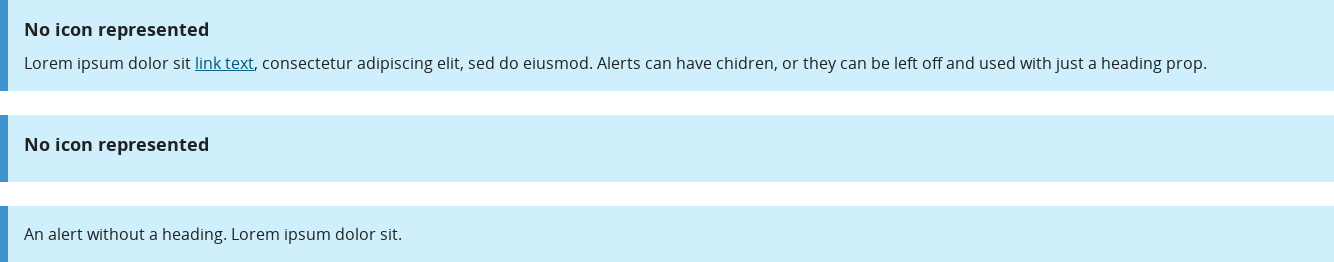 No icon represented
Lorem ipsum dolor sit link text, consectetur adipiscing elit, sed do eiusmod. Alerts can have chidren, or they can be left off and used with just a heading prop.
No icon represented
An alert without a heading. Lorem ipsum dolor sit.